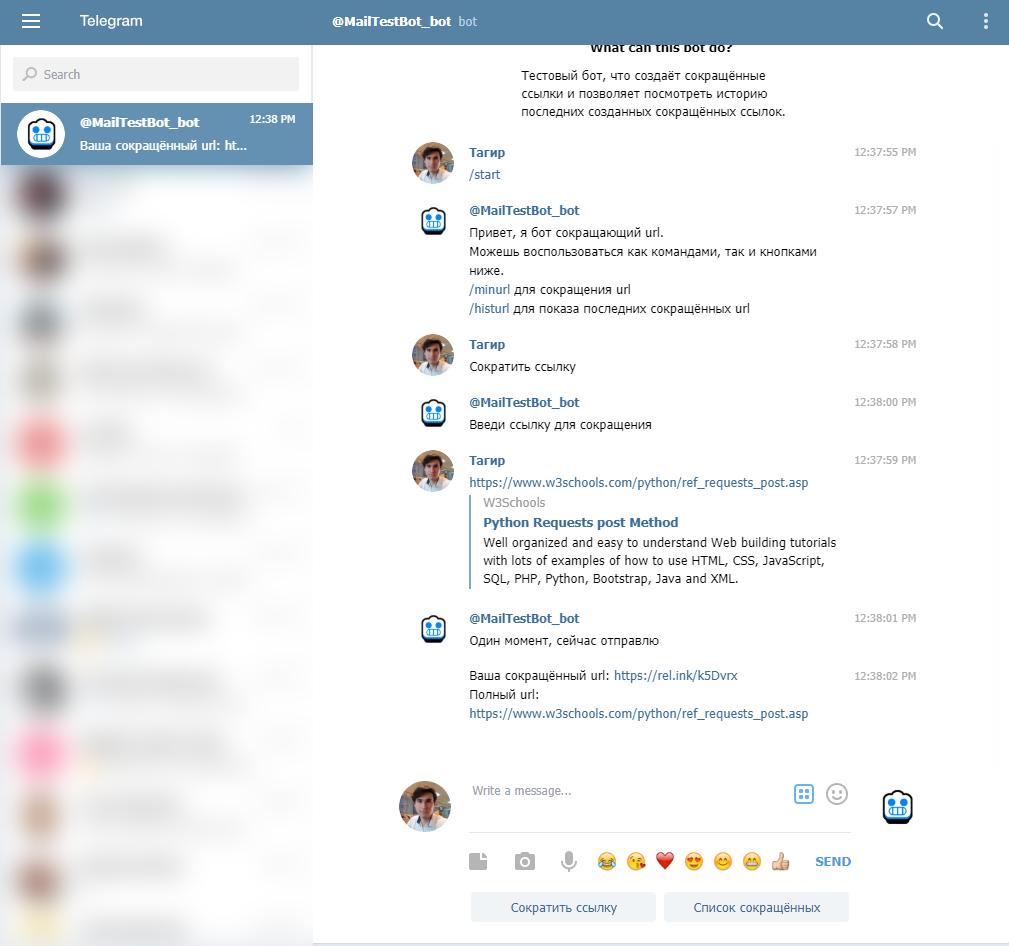 Telegram
@MailTestBot_bot bot
Search
@MailTestBot_bot 12:38 PM
Ваша сокращённый url: ht...
What can this bot do?
Тестовый бот, что создаёт сокращённые
ссылки и позволяет посмотреть историю
последних созданных сокращённых ссылок.
Тагир 12:37:55 PM
/start
@MailTestBot_bot 12:37:57 PM
Привет, я бот сокращающий url.
Можешь воспользоваться как командами, так и кнопками
ниже.
/minurl для сокращения url
/histurl для показа последних сокращённых url
Тагир 12:37:58 PM
Сократить ссылку
@MailTestBot_bot 12:38:00 PM
Введи ссылку для сокращения
Тагир 12:37:59 PM
https://www.w3schools.com/python/ref_requests_post.asp
W3Schools
Python Requests post Method
Well organized and easy to understand Web building tutorials
with lots of examples of how to use HTML, CSS, JavaScript,
SQL, PHP, Python, Bootstrap, Java and XML.
@MailTestBot_bot 12:38:01 PM
Один момент, сейчас отправлю
Ваша сокращённый url: https://rel.ink/k5Dvrx 12:38:02 PM
Полный url:
https://www.w3schools.com/python/ref_requests_post.asp
Write a message...
SEND
Сократить ссылку
Список сокращённых